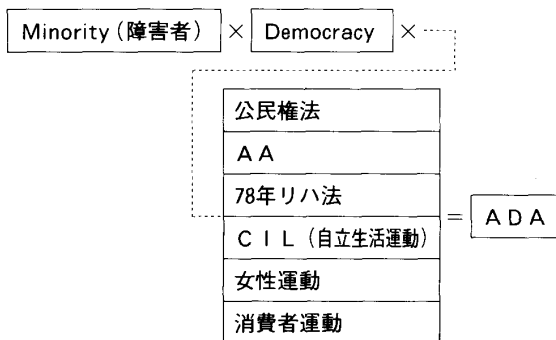 Minority(障害者) × Democracy ×
公民権法
ＡＡ
78年リハ法
ＣＩＬ(自立生活運動)
= ＡＤＡ
女性運動
消費者運動